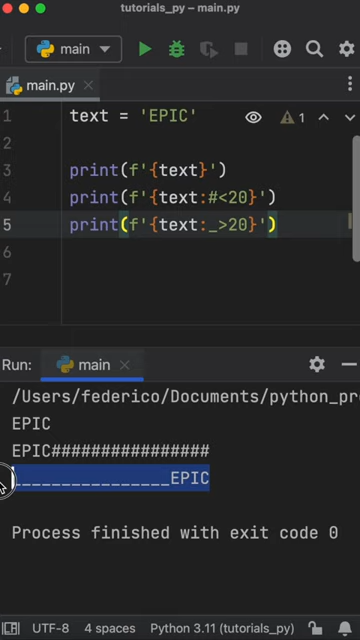 tutorials_py – main.py
main
main.py
1 text = 'EPIC' 1
2
3 print(f'{text}')
4 print(f'{text:#<20}')
5 print(f'{text:_>20}')
6
7
Run: main
/Users/federico/Documents/python_pr
EPIC
EPIC################
________________EPIC
Process finished with exit code 0
UTF-8 4 spaces Python 3.11 (tutorials_py)